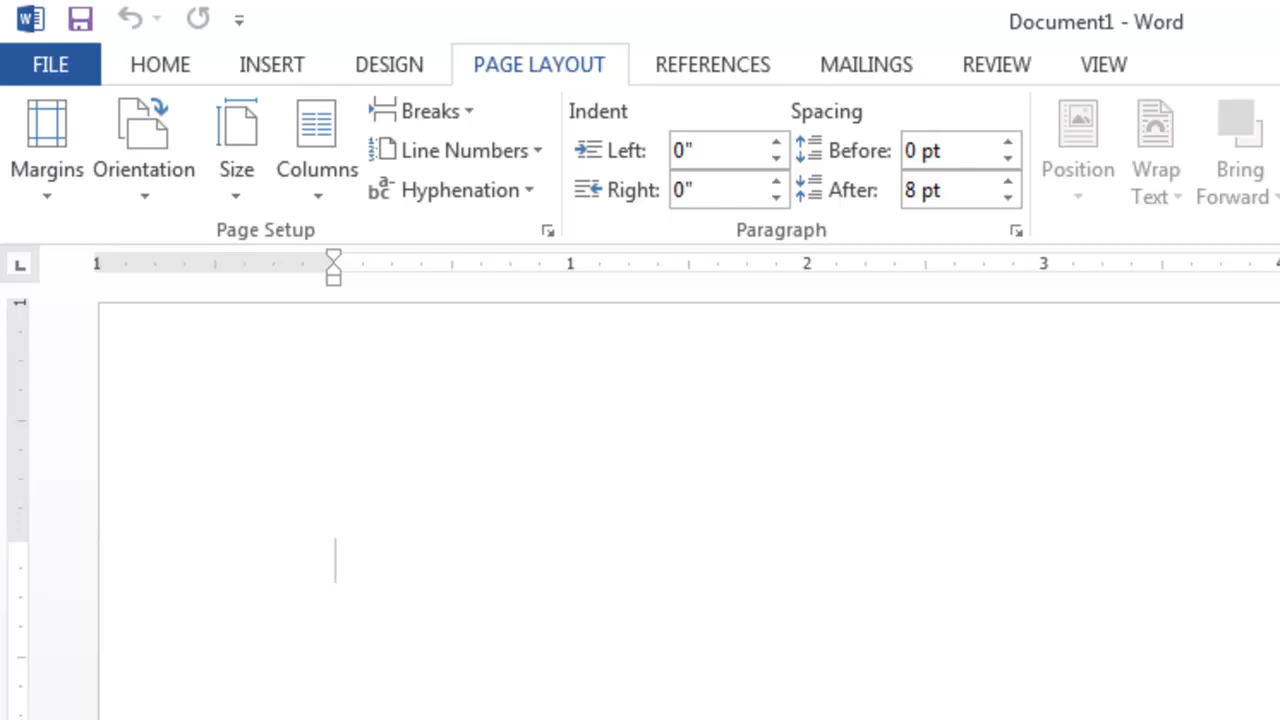 Document1 - Word
FILE HOME INSERT DESIGN PAGE LAYOUT REFERENCES MAILINGS REVIEW VIEW
Margins Orientation Size Columns
Breaks
Line Numbers
Hyphenation
Page Setup
Indent
Left: 0"
Right: 0"
Spacing
Before: 0 pt
After: 8 pt
Paragraph
Position
Wrap
Text
Bring
Forward
1 1 2 3 4
1